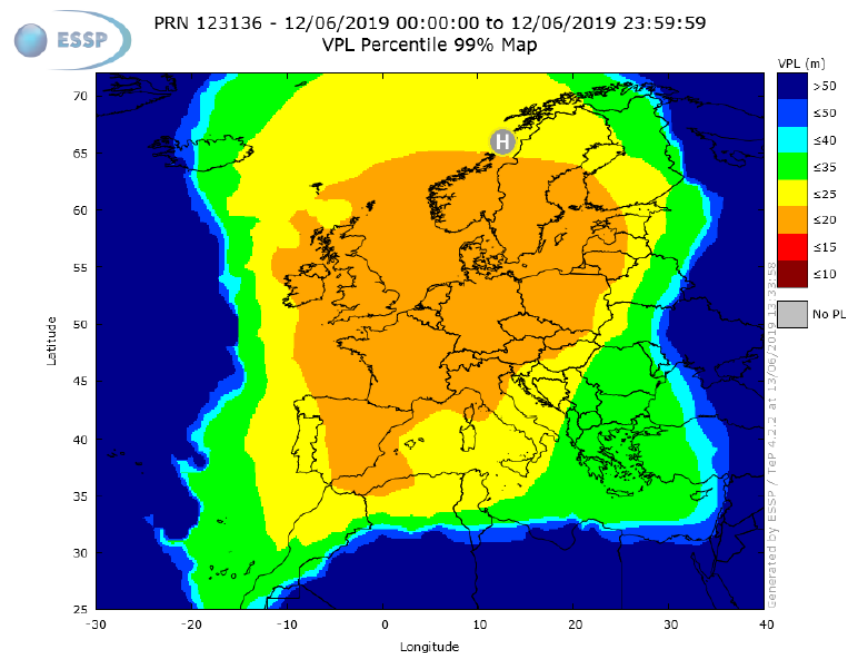 ESSP
PRN 123136 - 12/06/2019 00:00:00 to 12/06/2019 23:59:59
VPL Percentile 99% Map
VPL (m)
>50
≤50
≤40
≤35
≤25
≤20
≤15
≤10
No PL
H
70
65
60
55
50
45
40
35
30
25
Latitude
-30
-20
-10
0
10
20
30
40
Longitude
Generated by ESSP / TeP 4.2.2 at 13/06/2019 13:33:58